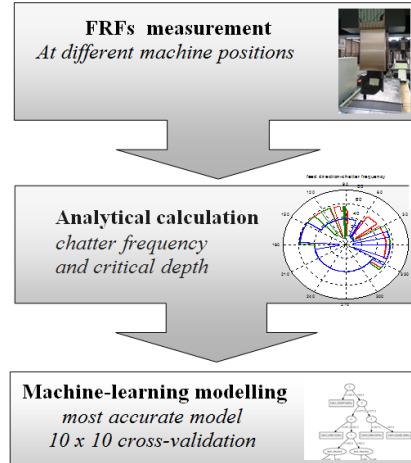 FRFs measurement
At different machine positions
feed direction-chatter frequency
Analytical calculation
chatter frequency
and critical depth
Machine-learning modelling
most accurate model
10 x 10 cross-validation